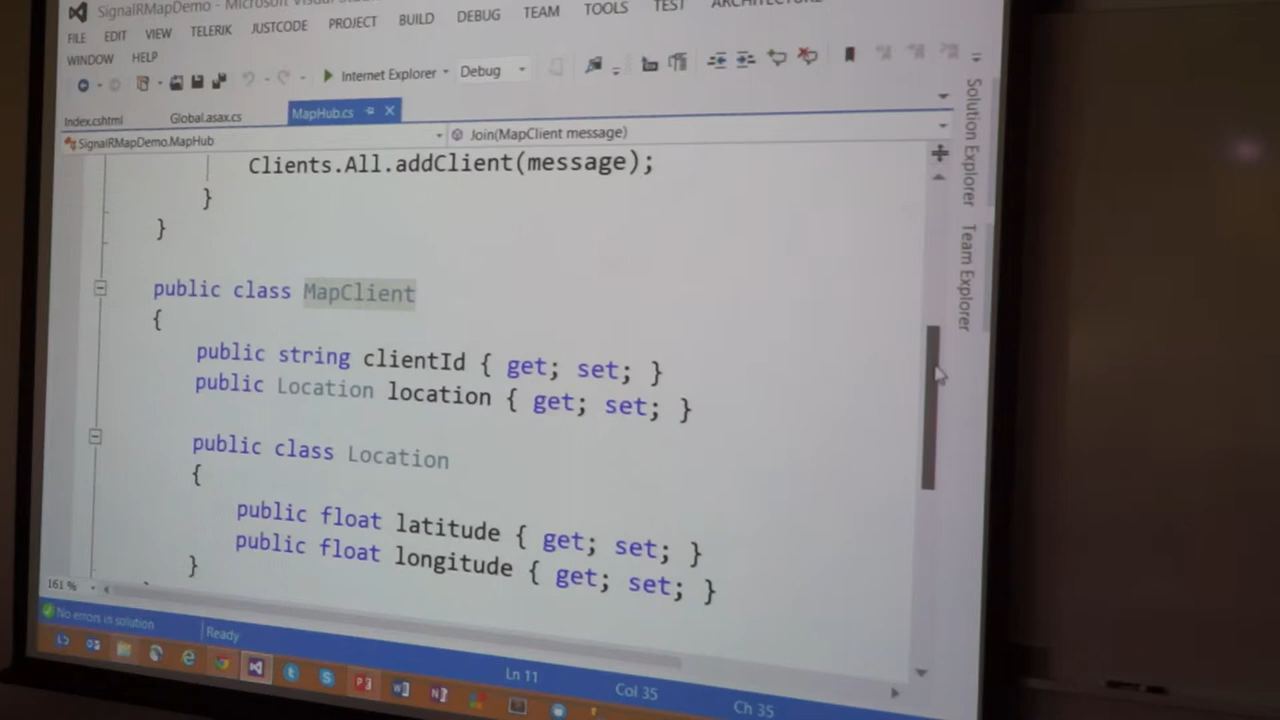 SignalRMapDemo - Microsoft Visual
FILE EDIT VIEW TELERIK JUSTCODE PROJECT BUILD DEBUG TEAM TOOLS TEST ARCHITECTURE
WINDOW HELP
Internet Explorer Debug
Index.cshtml Global.asax.cs MapHub.cs
SignalRMapDemo.MapHub Join(MapClient message)
Clients.All.addClient(message);
}
}
public class MapClient
{
public string clientId { get; set; }
public Location location { get; set; }
public class Location
{
public float latitude { get; set; }
public float longitude { get; set; }
}
161 %
No errors in solution Ready Ln 11 Col 35 Ch 35
Solution Explorer
Team Explorer